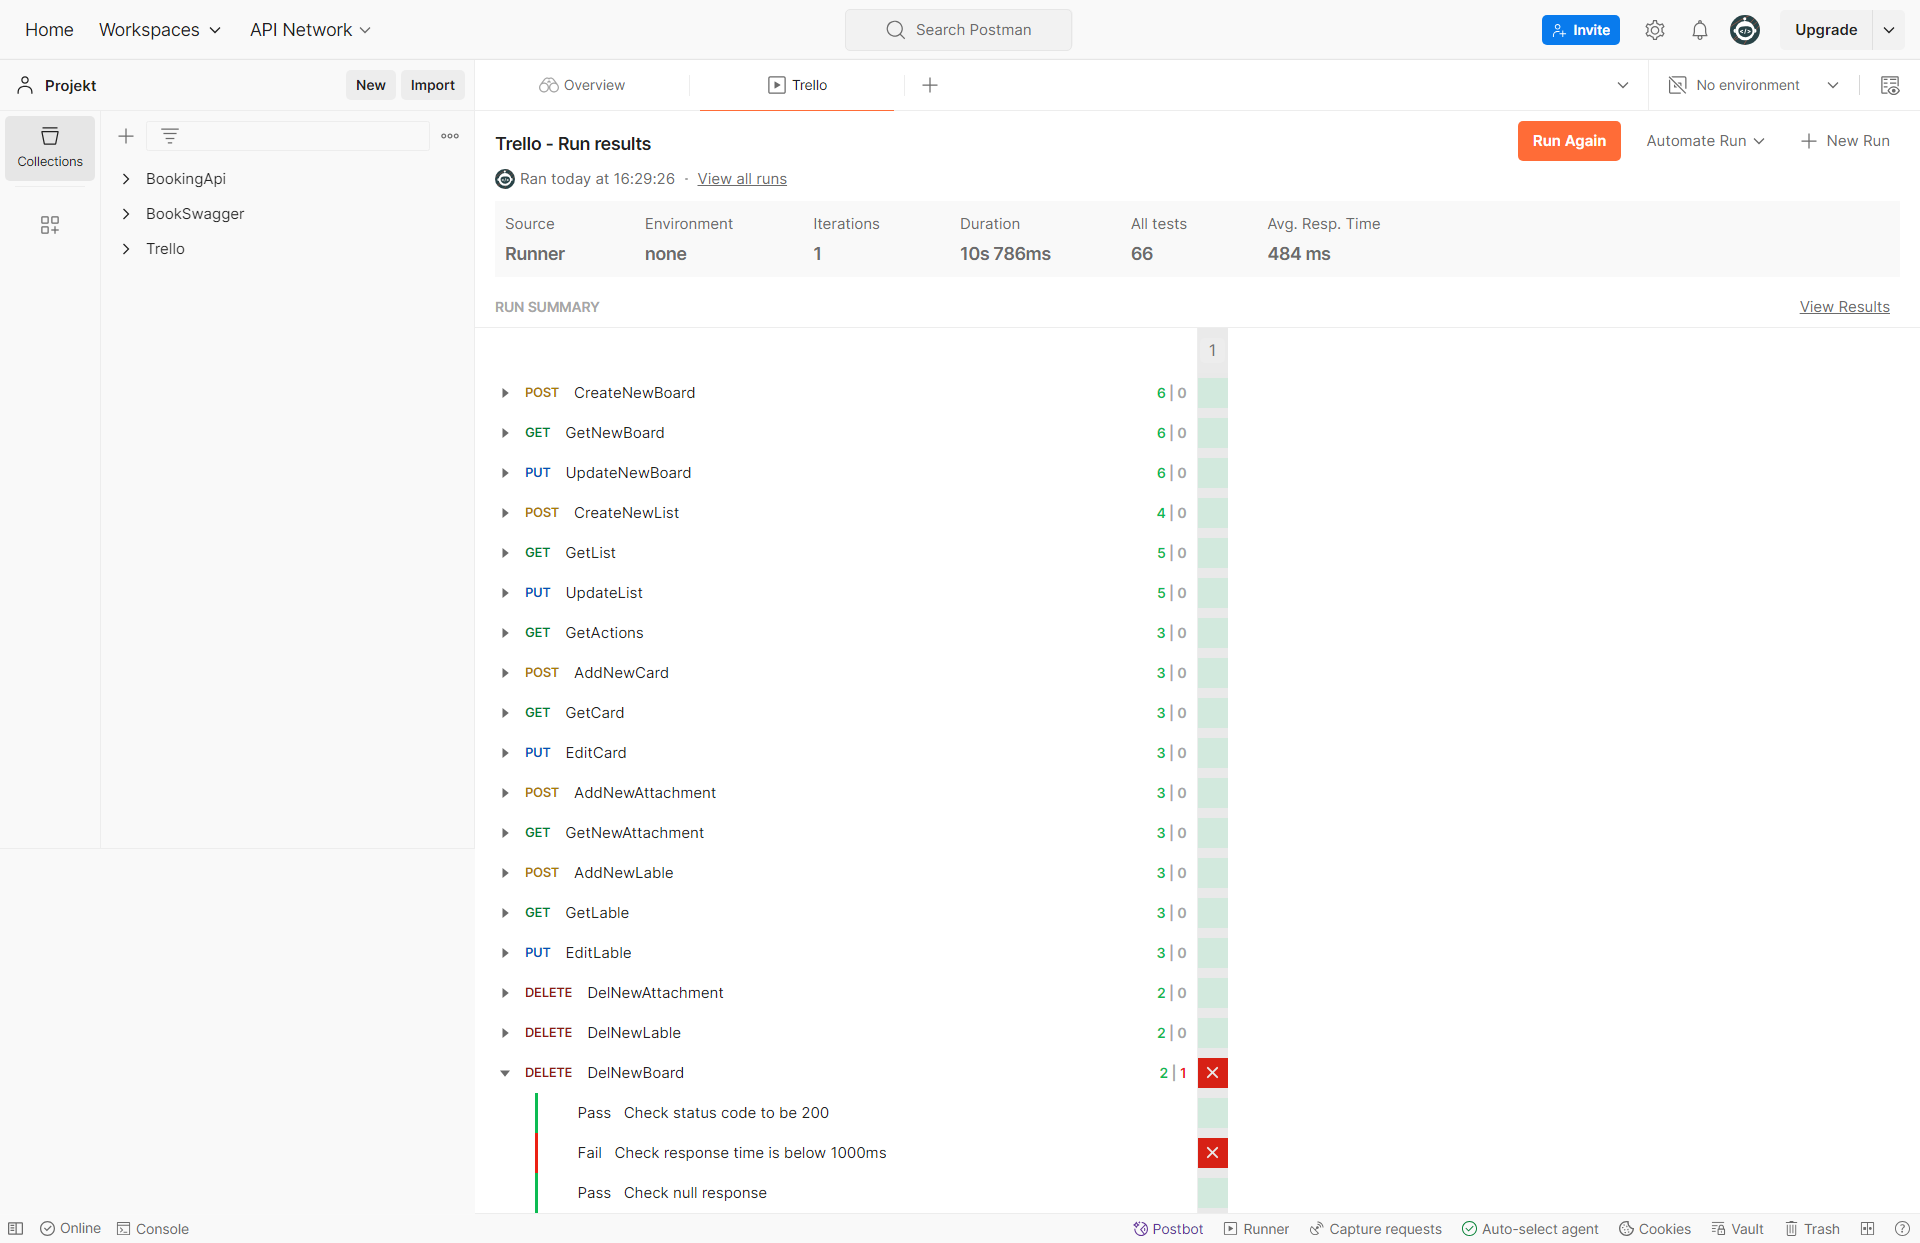 Home Workspaces API Network Search Postman Invite Upgrade
Projekt New Import Overview Trello No environment
Collections
BookingApi
BookSwagger
Trello
Trello - Run results Run Again Automate Run New Run
Ran today at 16:29:26 · View all runs
Source Environment Iterations Duration All tests Avg. Resp. Time
Runner none 1 10s 786ms 66 484 ms
RUN SUMMARY View Results
1
POST CreateNewBoard 6 | 0
GET GetNewBoard 6 | 0
PUT UpdateNewBoard 6 | 0
POST CreateNewList 4 | 0
GET GetList 5 | 0
PUT UpdateList 5 | 0
GET GetActions 3 | 0
POST AddNewCard 3 | 0
GET GetCard 3 | 0
PUT EditCard 3 | 0
POST AddNewAttachment 3 | 0
GET GetNewAttachment 3 | 0
POST AddNewLable 3 | 0
GET GetLable 3 | 0
PUT EditLable 3 | 0
DELETE DelNewAttachment 2 | 0
DELETE DelNewLable 2 | 0
DELETE DelNewBoard 2 | 1
Pass Check status code to be 200
Fail Check response time is below 1000ms
Pass Check null response
Online Console Postbot Runner Capture requests Auto-select agent Cookies Vault Trash